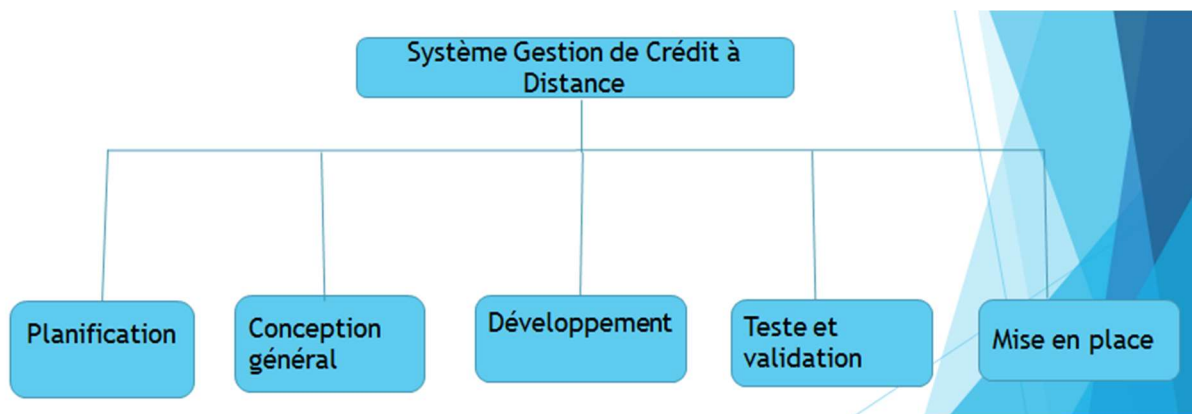 Système Gestion de Crédit à
Distance
Planification
Conception
général
Développement
Teste et
validation
Mise en place